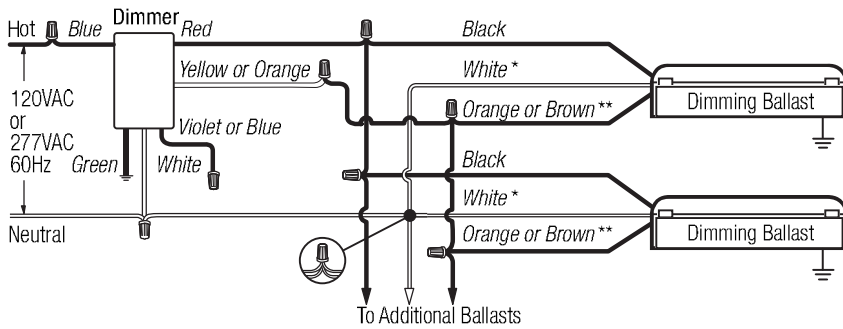 Dimmer
Hot
Blue
Red
Black
Yellow or Orange
White *
120VAC
or
277VAC
60Hz
Orange or Brown **
Dimming Ballast
Violet or Blue
Green
White
Black
White *
Neutral
Orange or Brown **
Dimming Ballast
To Additional Ballasts